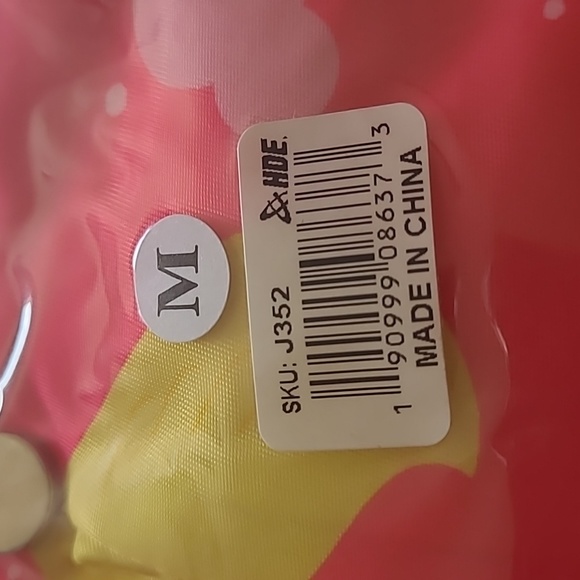 M
SKU: J352 HDE.
1 90999 08637 3
MADE IN CHINA